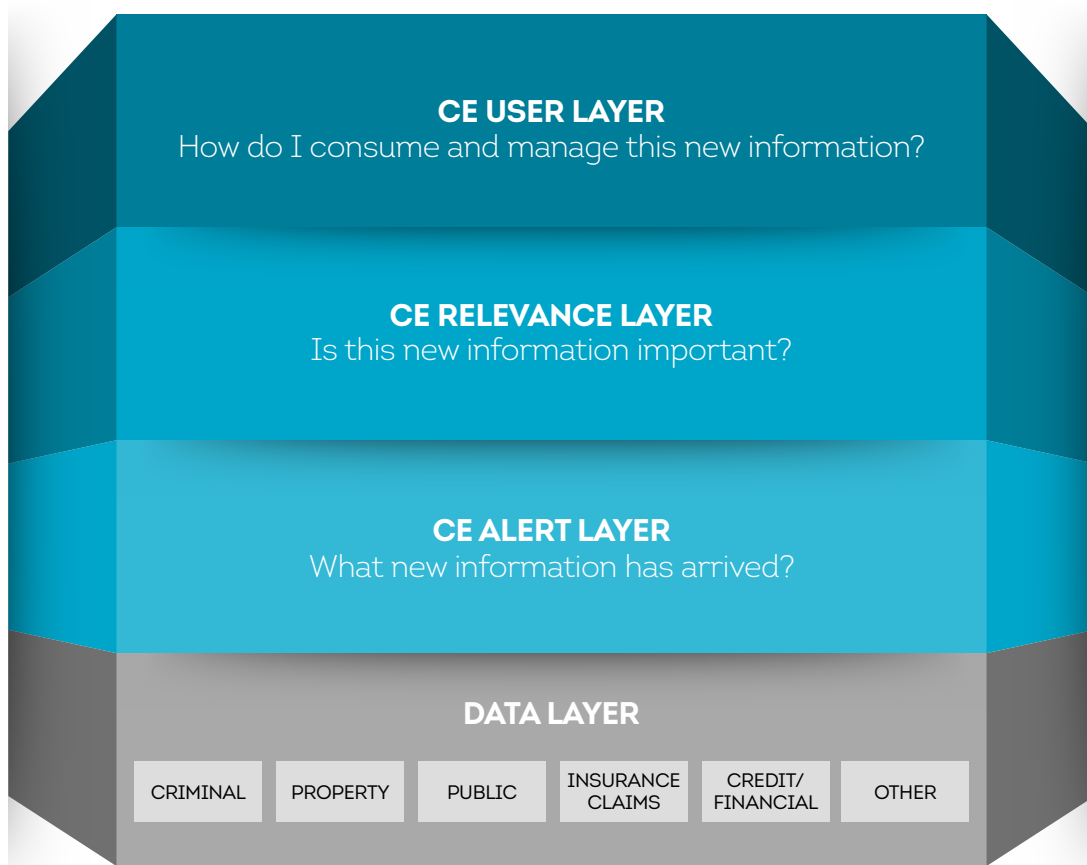 CE USER LAYER
How do I consume and manage this new information?
CE RELEVANCE LAYER
Is this new information important?
CE ALERT LAYER
What new information has arrived?
DATA LAYER
CRIMINAL
PROPERTY
PUBLIC
INSURANCE
CLAIMS
CREDIT/
FINANCIAL
OTHER